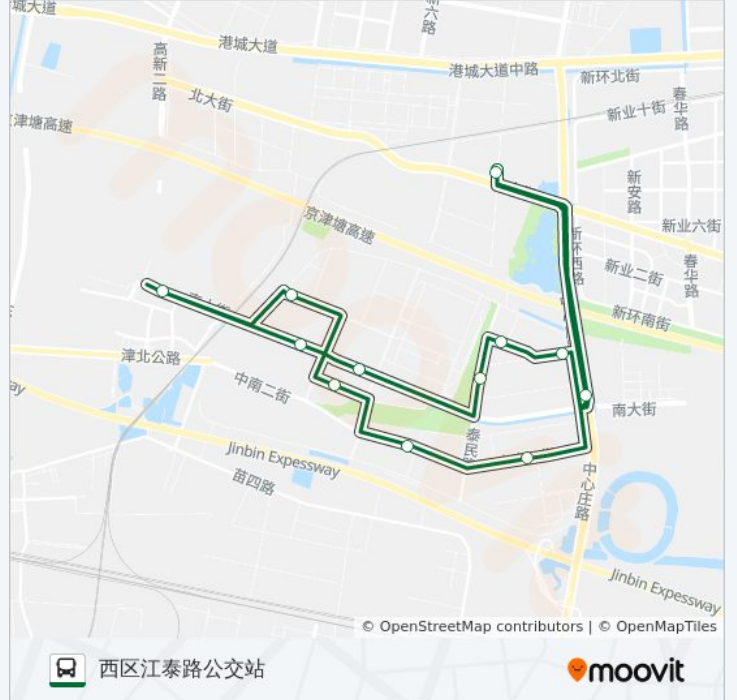 城大道
新六路
港城大道
高新二路
港城大道中路
新环北街
北大街
新业十街
春华路
津塘高速
新安路
京津塘高速
新业六街
新环西路
新业二街
春华路
新环南街
津北公路
中南二街
南大街
泰民
Jinbin Expressway
苗四路
中心庄路
Jinbin Expressway
© OpenStreetMap contributors | © OpenMapTiles
西区江泰路公交站
moovit